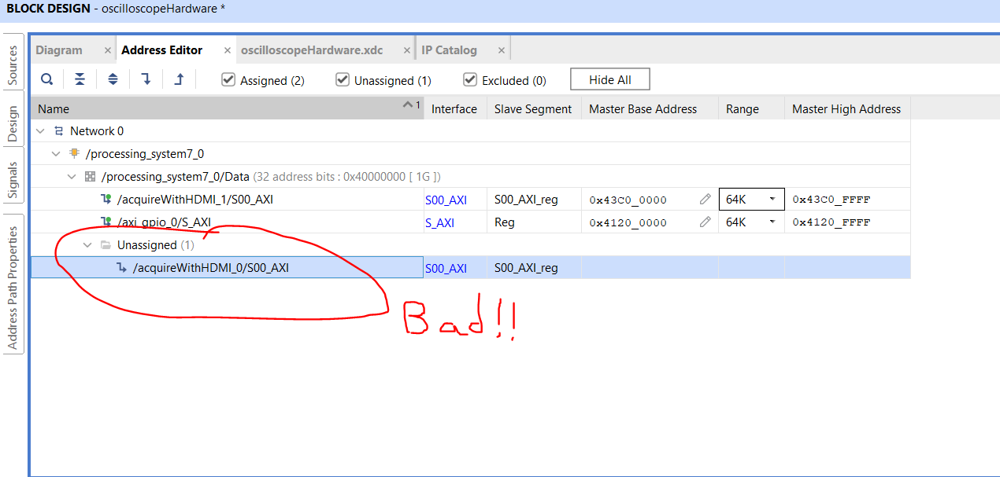 BLOCK DESIGN - oscilloscopeHardware *
Sources
Design
Signals
Address Path Properties
Diagram × Address Editor × oscilloscopeHardware.xdc × IP Catalog ×
Assigned (2) Unassigned (1) Excluded (0) Hide All
Name 1 Interface Slave Segment Master Base Address Range Master High Address
Network 0
/processing_system7_0
/processing_system7_0/Data (32 address bits : 0x40000000 [ 1G ])
/acquireWithHDMI_1/S00_AXI S00_AXI S00_AXI_reg 0x43C0_0000 64K 0x43C0_FFFF
/axi_gpio_0/S_AXI S_AXI Reg 0x4120_0000 64K 0x4120_FFFF
Unassigned (1)
/acquireWithHDMI_0/S00_AXI S00_AXI S00_AXI_reg
Bad!!